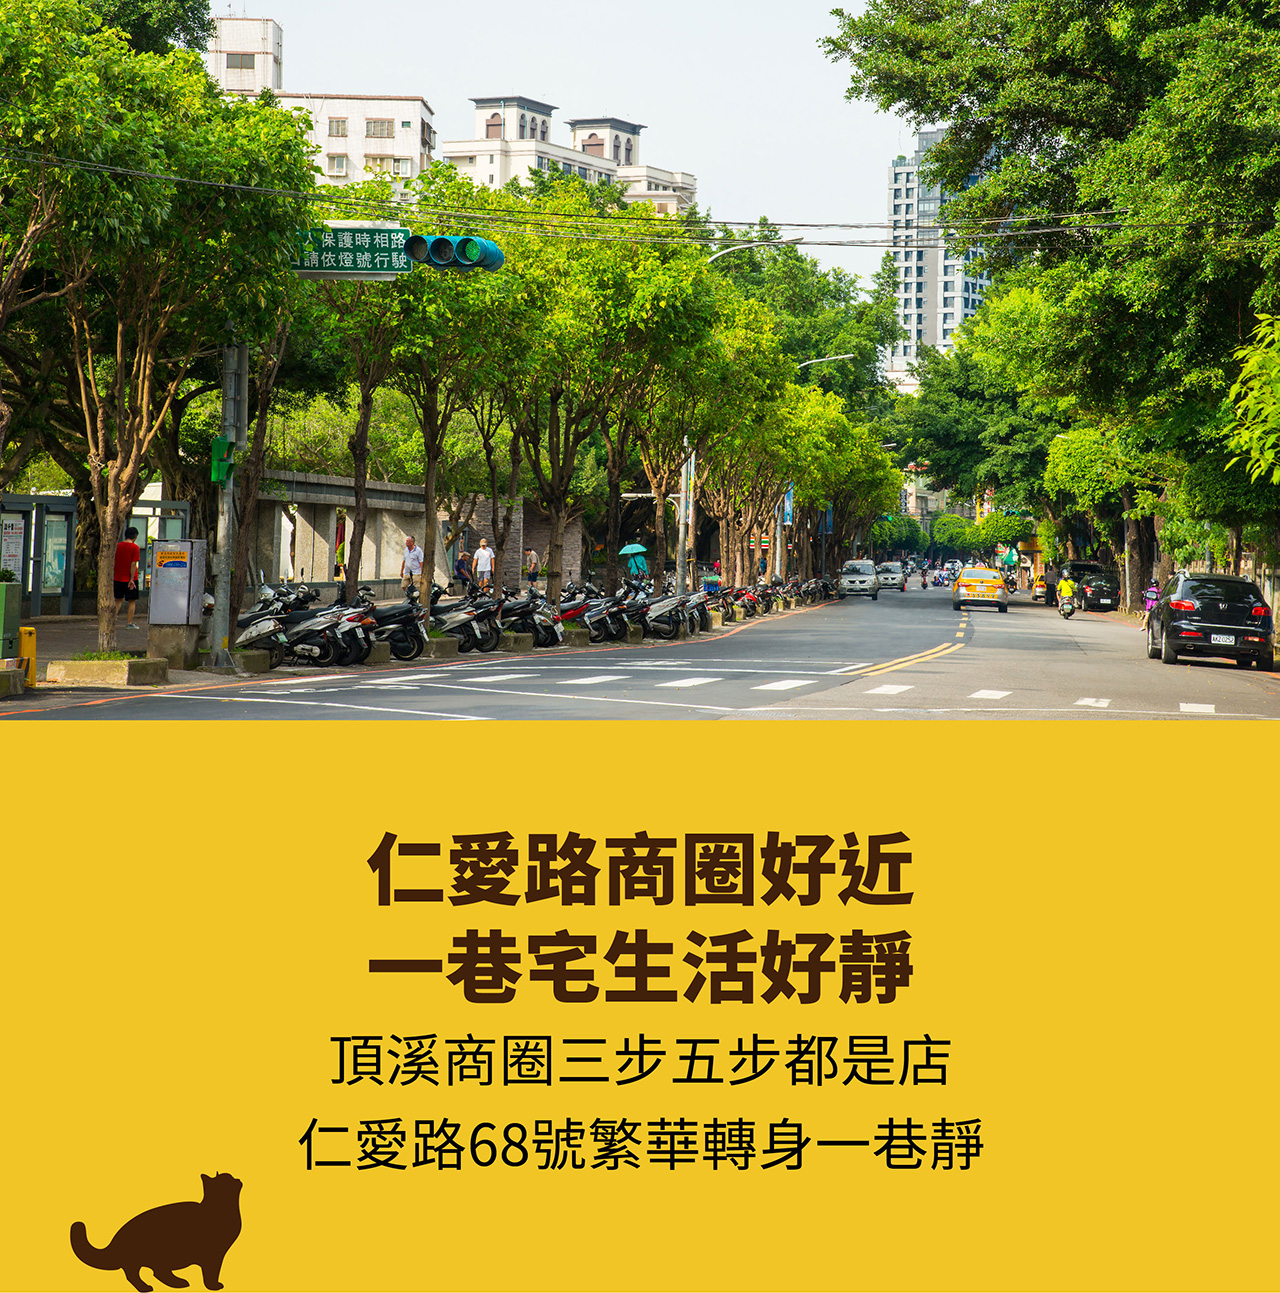 人保護時相路
請依燈號行駛
仁愛路商圈好近
一巷宅生活好靜
頂溪商圈三步五步都是店
仁愛路68號繁華轉身一巷靜